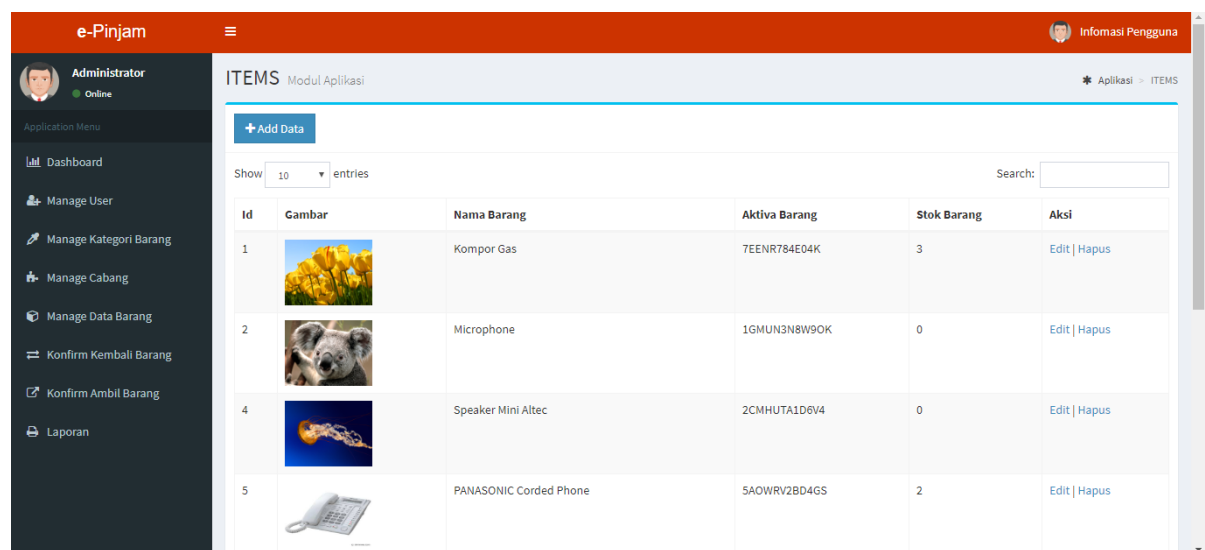 e-Pinjam
Infomasi Pengguna
Administrator
Online
Application Menu
Dashboard
Manage User
Manage Kategori Barang
Manage Cabang
Manage Data Barang
Konfirm Kembali Barang
Konfirm Ambil Barang
Laporan
ITEMS Modul Aplikasi
Aplikasi > ITEMS
+ Add Data
Show 10 entries
Search:
Id Gambar Nama Barang Aktiva Barang Stok Barang Aksi
1 Kompor Gas 7EENR784E04K 3 Edit | Hapus
2 Microphone 1GMUN3N8W9OK 0 Edit | Hapus
4 Speaker Mini Altec 2CMHUTA1D6V4 0 Edit | Hapus
5 PANASONIC Corded Phone 5AOWRV2BD4GS 2 Edit | Hapus